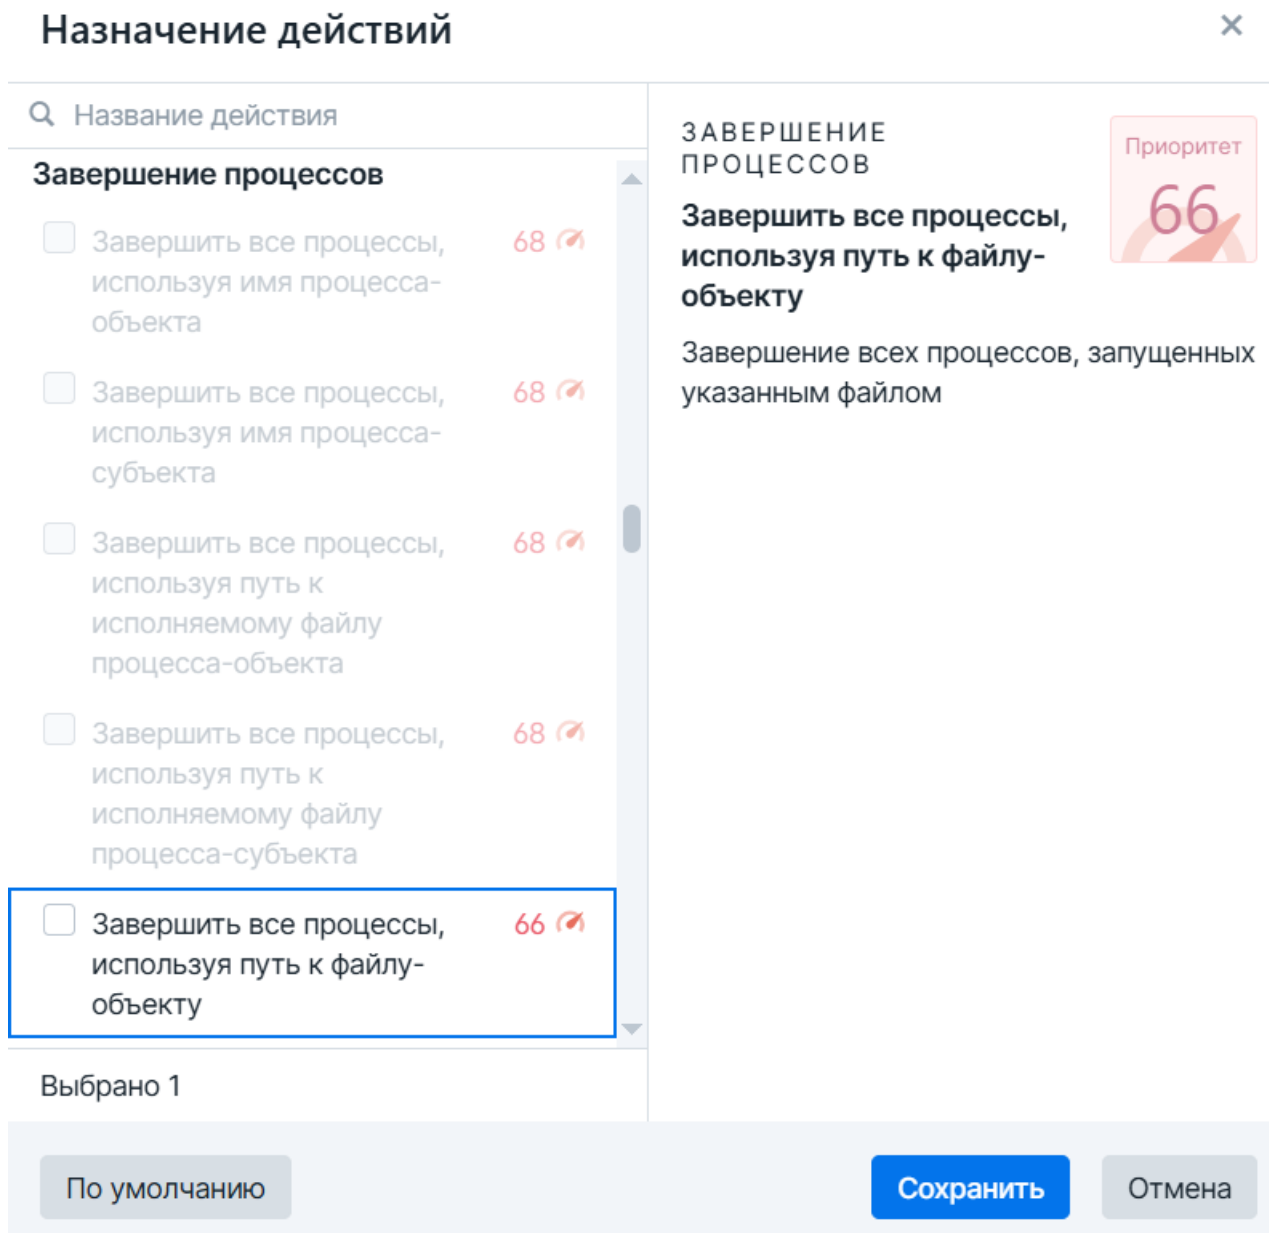 Назначение действий
Название действия
Завершение процессов
Завершить все процессы, 68
используя имя процесса-
объекта
Завершить все процессы, 68
используя имя процесса-
субъекта
Завершить все процессы, 68
используя путь к
исполняемому файлу
процесса-объекта
Завершить все процессы, 68
используя путь к
исполняемому файлу
процесса-субъекта
Завершить все процессы, 66
используя путь к файлу-
объекту
Выбрано 1
ЗАВЕРШЕНИЕ
ПРОЦЕССОВ
Приоритет
66
Завершить все процессы,
используя путь к файлу-
объекту
Завершение всех процессов, запущенных
указанным файлом
По умолчанию
Сохранить
Отмена